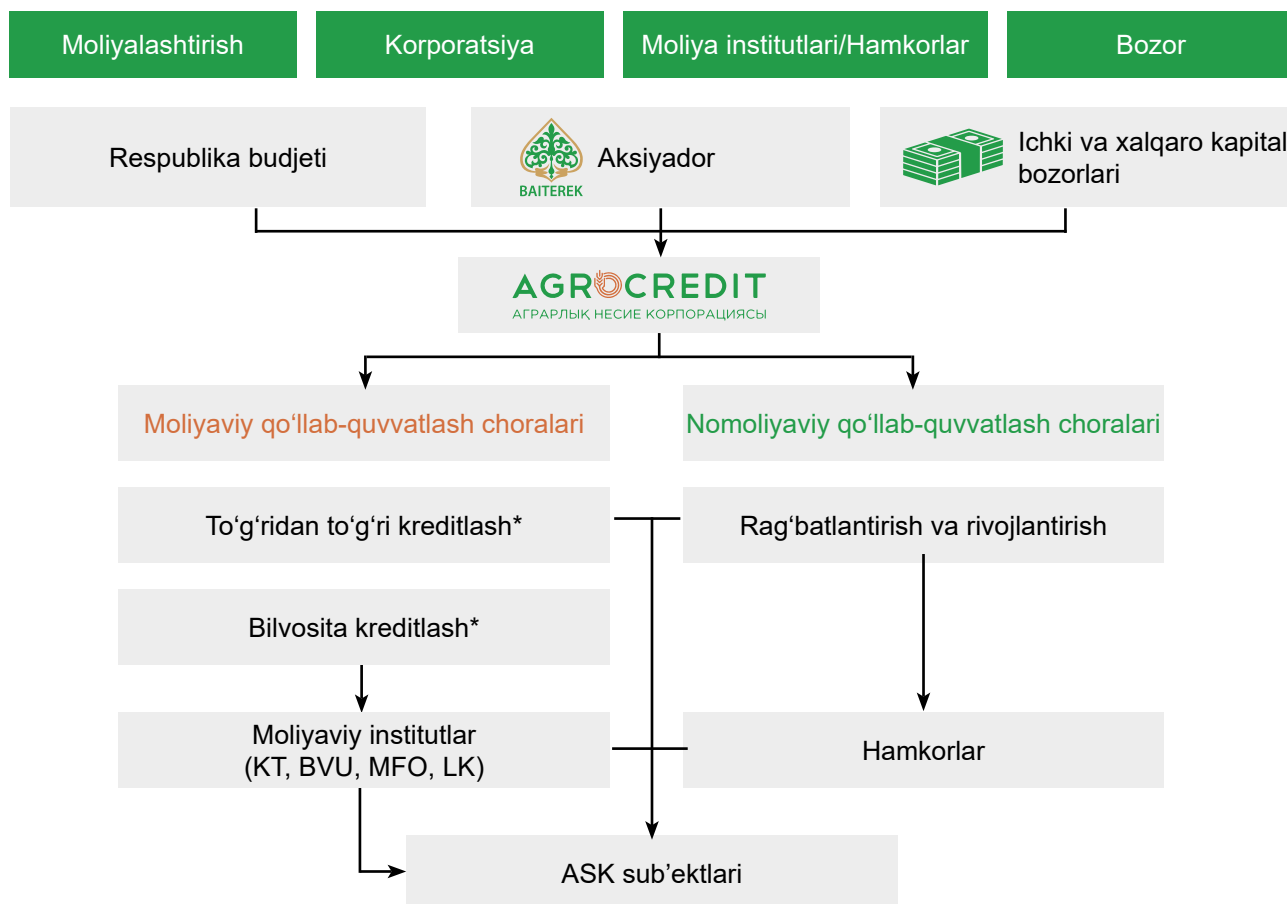 Moliyalashtirish
Korporatsiya
Moliya institutlari/Hamkorlar
Bozor
Respublika budjeti
BAITEREK
Aksiyador
Ichki va xalqaro kapital
bozorlari
AGROCREDIT
АГРАРЛЫҚ НЕСИЕ КОРПОРАЦИЯСЫ
Moliyaviy qo‘llab-quvvatlash choralari
Nomoliyaviy qo‘llab-quvvatlash choralari
To‘g‘ridan to‘g‘ri kreditlash*
Rag‘batlantirish va rivojlantirish
Bilvosita kreditlash*
Moliyaviy institutlar
(KT, BVU, MFO, LK)
Hamkorlar
ASK sub’ektlari